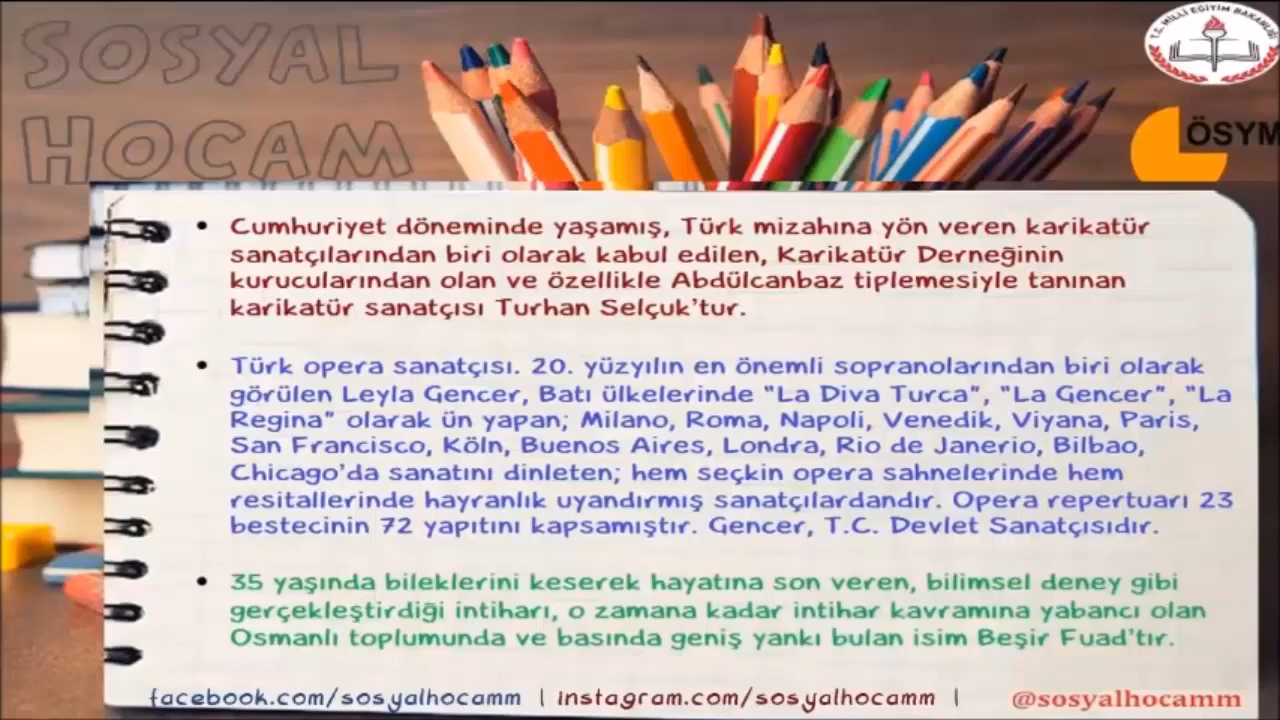 SOSYAL
HOCAM
T.C. MİLLİ EĞİTİM BAKANLIĞI
ÖSYM
• Cumhuriyet döneminde yaşamış, Türk mizahına yön veren karikatür
sanatçılarından biri olarak kabul edilen, Karikatür Derneğinin
kurucularından olan ve özellikle Abdülcanbaz tiplemesiyle tanınan
karikatür sanatçısı Turhan Selçuk'tur.
• Türk opera sanatçısı. 20. yüzyılın en önemli sopranolarından biri olarak
görülen Leyla Gencer, Batı ülkelerinde “La Diva Turca”, “La Gencer”, “La
Regina” olarak ün yapan; Milano, Roma, Napoli, Venedik, Viyana, Paris,
San Francisco, Köln, Buenos Aires, Londra, Rio de Janerio, Bilbao,
Chicago'da sanatını dinleten; hem seçkin opera sahnelerinde hem
resitallerinde hayranlık uyandırmış sanatçılardandır. Opera repertuarı 23
bestecinin 72 yapıtını kapsamıştır. Gencer, T.C. Devlet Sanatçısıdır.
• 35 yaşında bileklerini keserek hayatına son veren, bilimsel deney gibi
gerçekleştirdiği intiharı, o zamana kadar intihar kavramına yabancı olan
Osmanlı toplumunda ve basında geniş yankı bulan isim Beşir Fuad'tır.
facebook.com/sosyalhocamm | instagram.com/sosyalhocamm | @sosyalhocamm